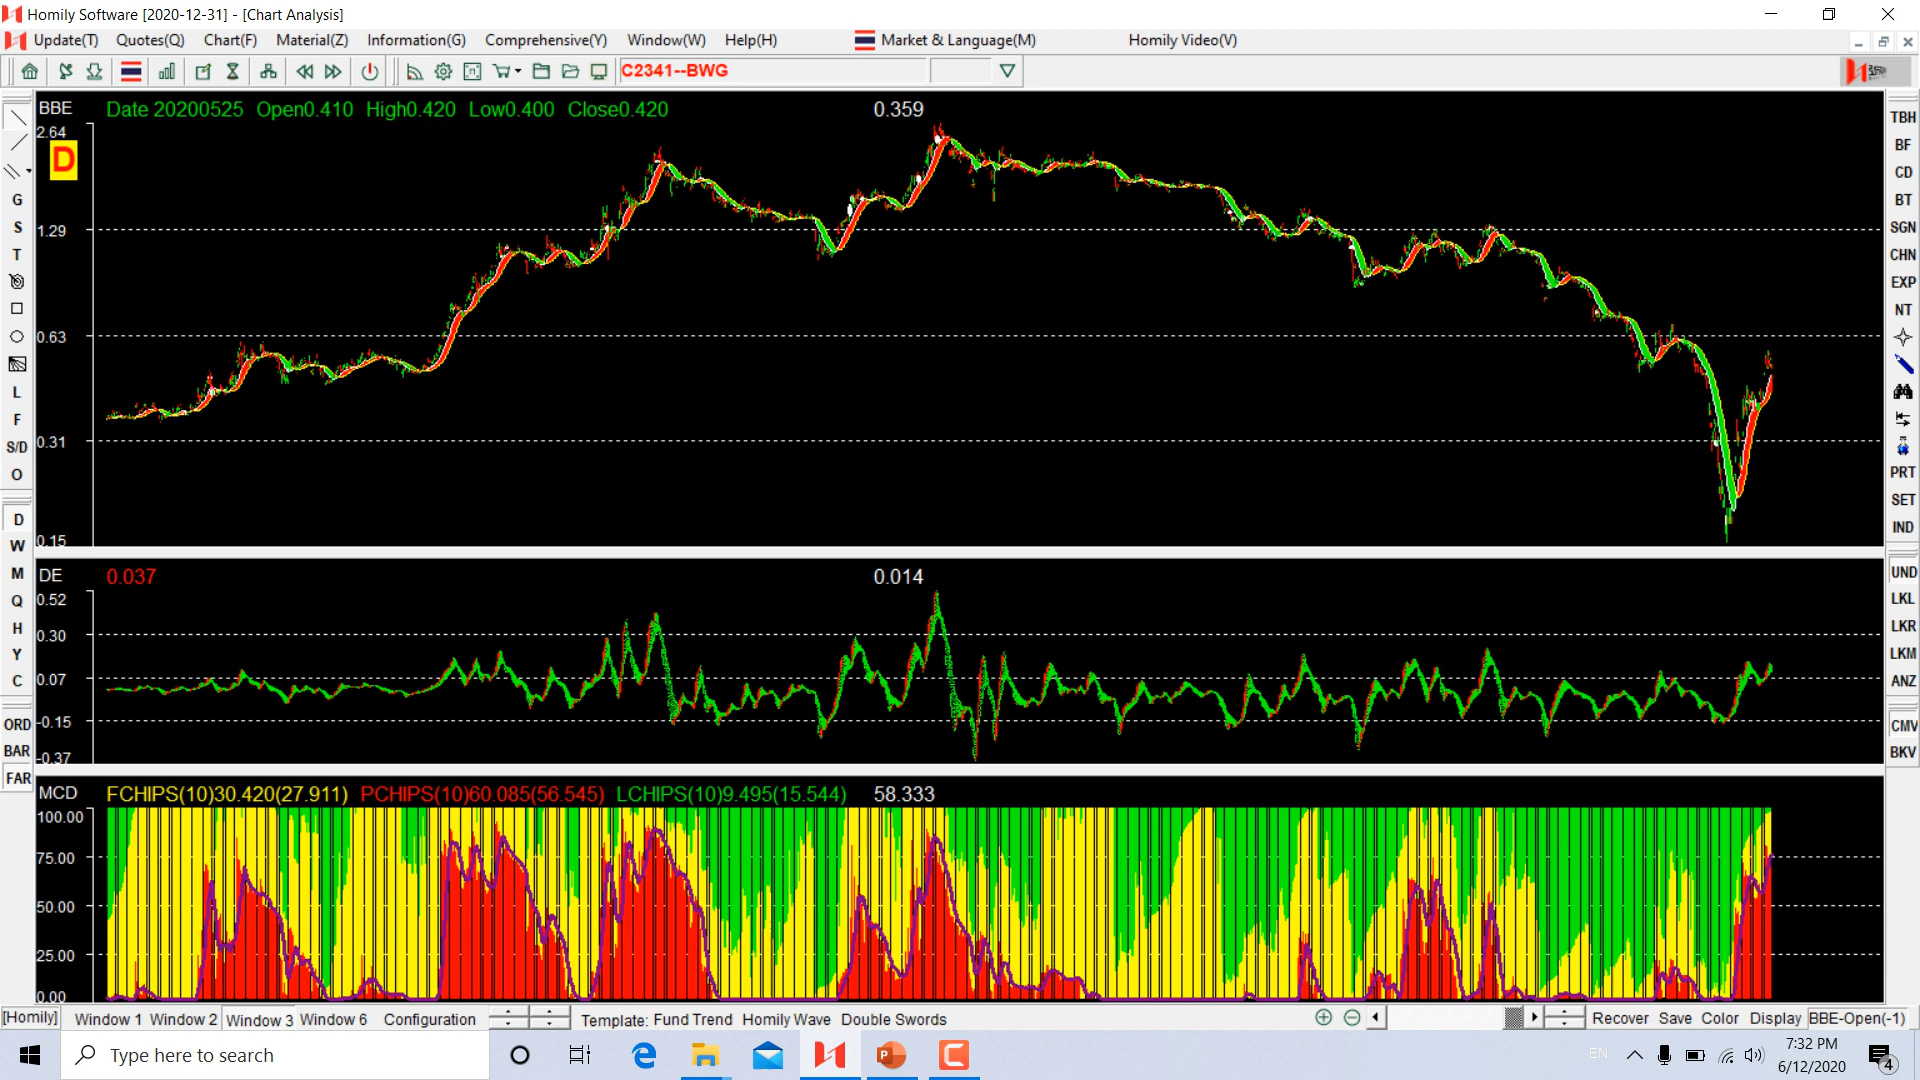 Homily Software [2020-12-31] - [Chart Analysis]
Update(T) Quotes(Q) Chart(F) Material(Z) Information(G) Comprehensive(Y) Window(W) Help(H) Market & Language(M) Homily Video(V)
C2341--BWG
BBE Date 20200525 Open0.410 High0.420 Low0.400 Close0.420 0.359
2.64
D
1.29
0.63
0.31
0.15
DE 0.037 0.014
0.52
0.30
0.07
-0.15
-0.37
MCD FCHIPS(10)30.420(27.911) PCHIPS(10)60.085(56.545) LCHIPS(10)9.495(15.544) 58.333
100.00
75.00
50.00
25.00
0.00
G
S
T
L
F
S/D
O
D
W
M
Q
H
Y
C
ORD
BAR
FAR
TBH
BF
CD
BT
SGN
CHN
EXP
NT
PRT
SET
IND
UND
LKL
LKR
LKM
ANZ
CMV
BKV
[Homily] Window 1 Window 2 Window 3 Window 6 Configuration Template: Fund Trend Homily Wave Double Swords Recover Save Color Display BBE-Open(-1)
Type here to search
EN
7:32 PM
6/12/2020
4